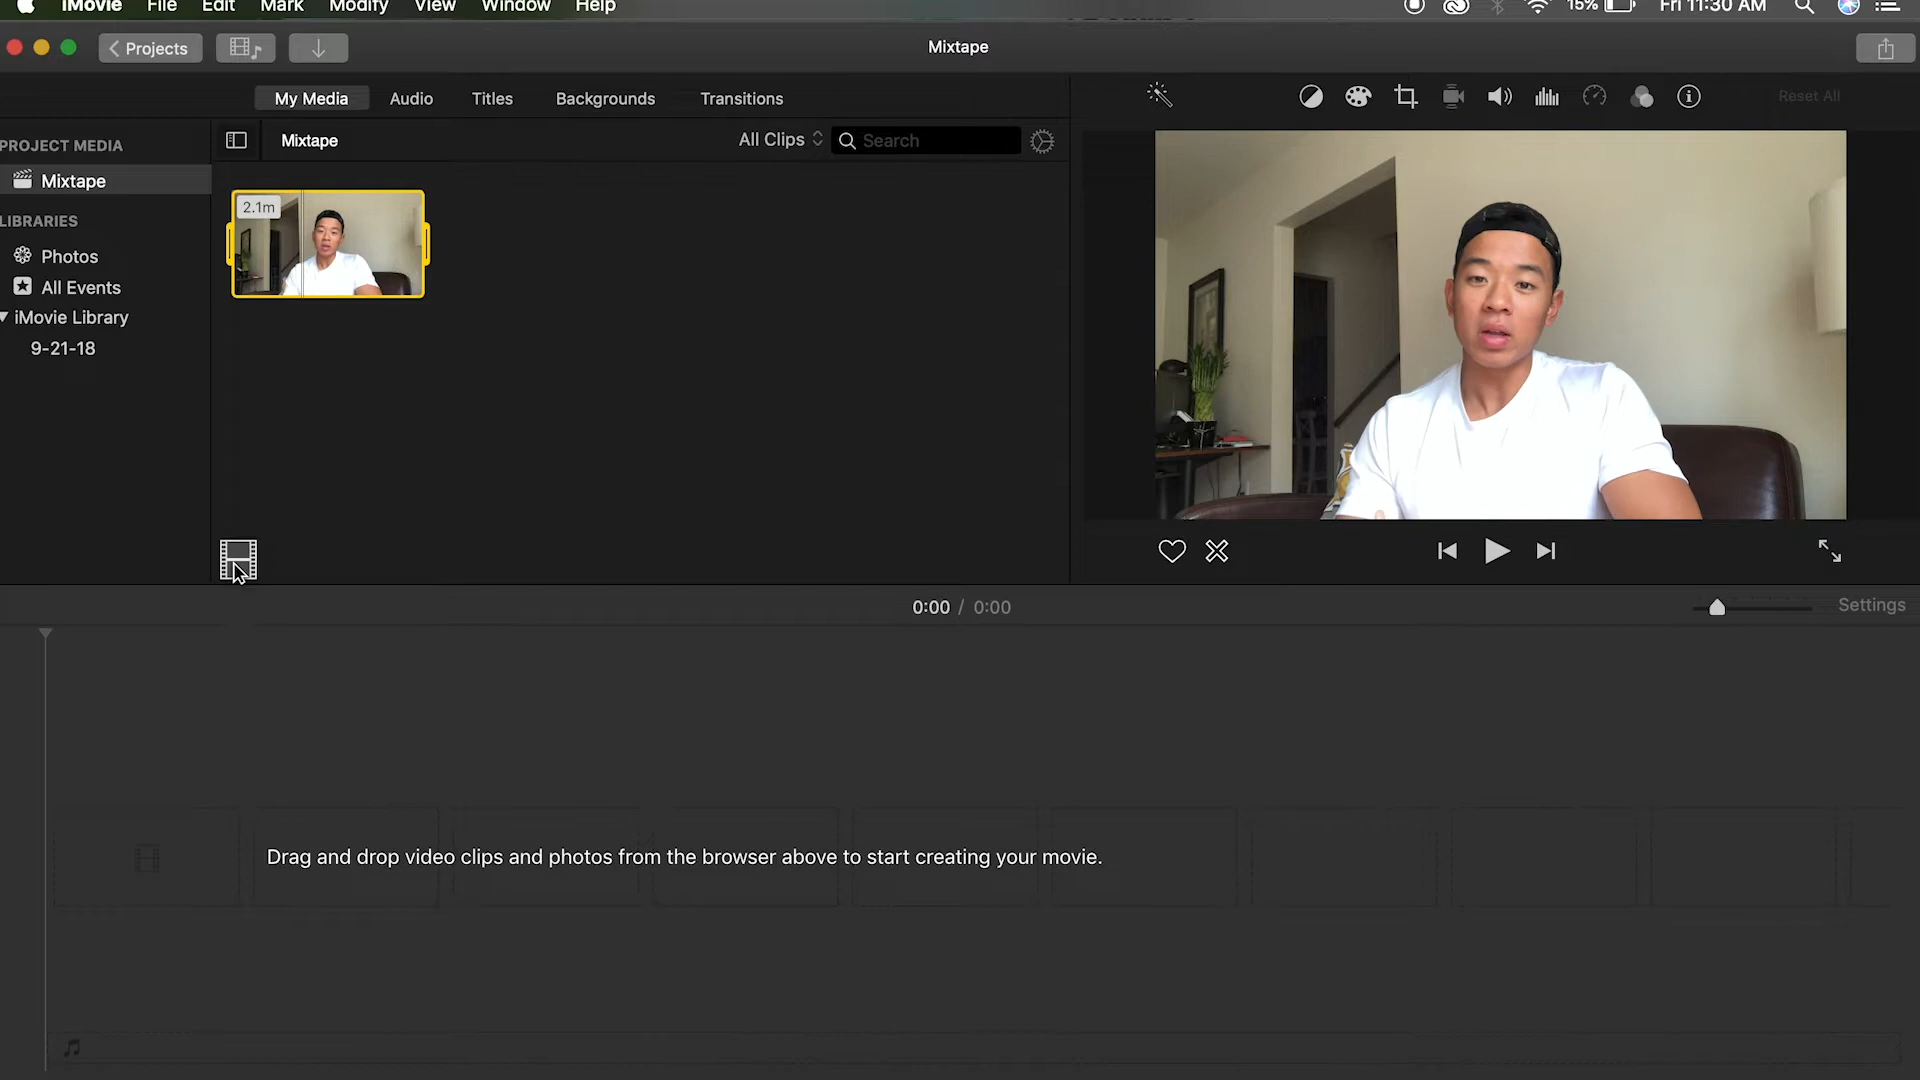 iMovie File Edit Mark Modify View Window Help 15% Fri 11:30 AM
Projects Mixtape
My Media Audio Titles Backgrounds Transitions Reset All
PROJECT MEDIA
Mixtape
LIBRARIES
Photos
All Events
iMovie Library
9-21-18
Mixtape All Clips Search
2.1m
0:00 / 0:00 Settings
Drag and drop video clips and photos from the browser above to start creating your movie.